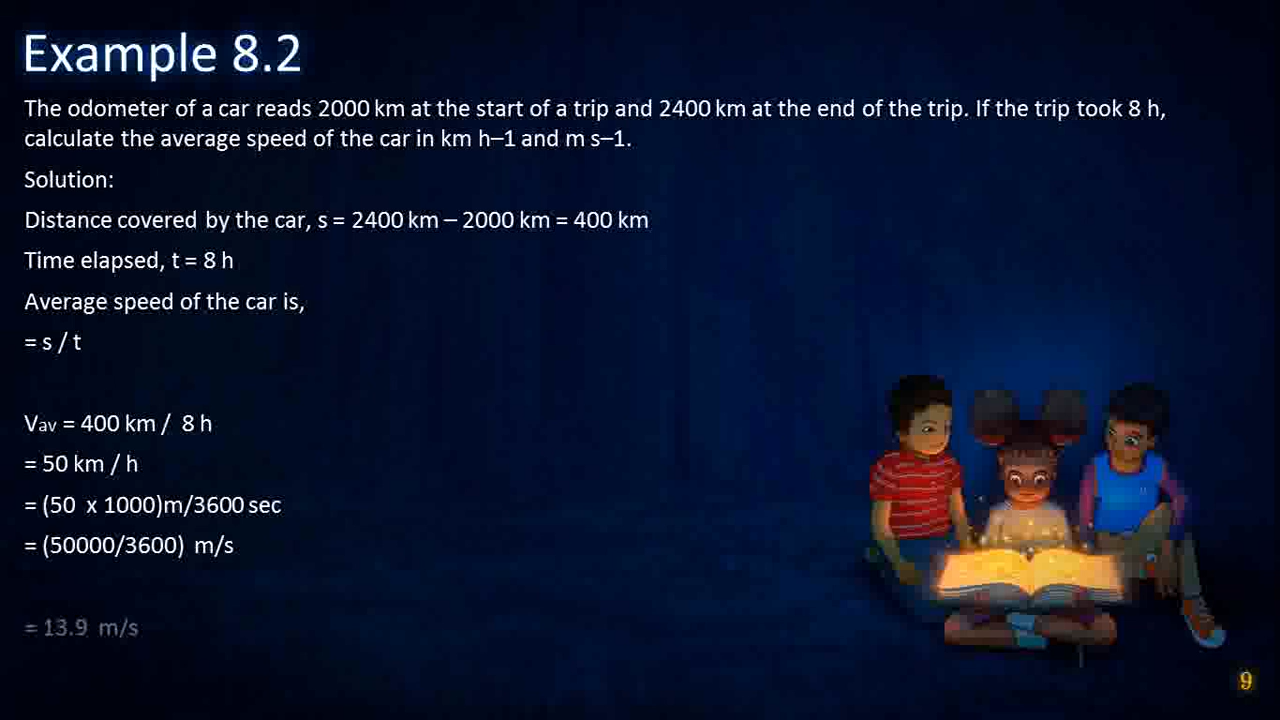 Example 8.2
The odometer of a car reads 2000 km at the start of a trip and 2400 km at the end of the trip. If the trip took 8 h,
calculate the average speed of the car in km h–1 and m s–1.
Solution:
Distance covered by the car, s = 2400 km – 2000 km = 400 km
Time elapsed, t = 8 h
Average speed of the car is,
= s / t
Vav = 400 km / 8 h
= 50 km / h
= (50 x 1000)m/3600 sec
= (50000/3600) m/s
= 13.9 m/s
9